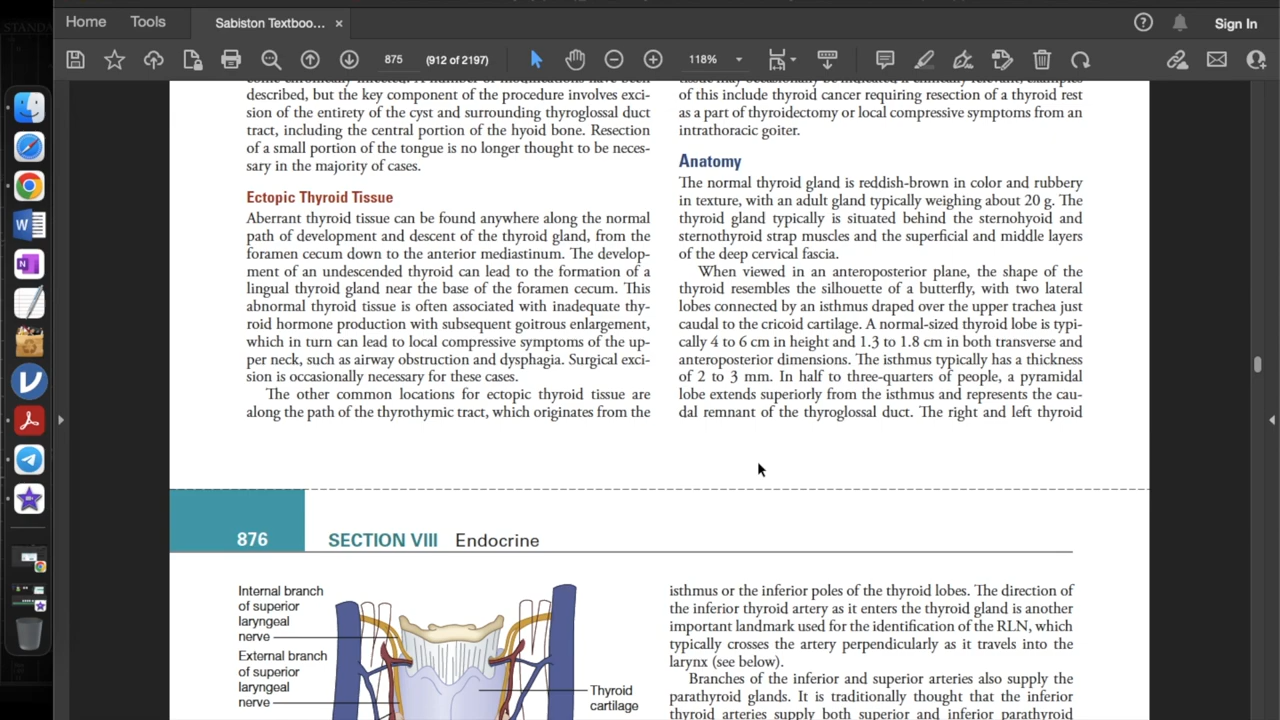 STANDA
Home
Tools
Sabiston Textboo...
×
Sign In
875
(912 of 2197)
118%
described, but the key component of the procedure involves exci-
sion of the entirety of the cyst and surrounding thyroglossal duct
tract, including the central portion of the hyoid bone. Resection
of a small portion of the tongue is no longer thought to be neces-
sary in the majority of cases.
Ectopic Thyroid Tissue
Aberrant thyroid tissue can be found anywhere along the normal
path of development and descent of the thyroid gland, from the
foramen cecum down to the anterior mediastinum. The develop-
ment of an undescended thyroid can lead to the formation of a
lingual thyroid gland near the base of the foramen cecum. This
abnormal thyroid tissue is often associated with inadequate thy-
roid hormone production with subsequent goitrous enlargement,
which in turn can lead to local compressive symptoms of the up-
per neck, such as airway obstruction and dysphagia. Surgical exci-
sion is occasionally necessary for these cases.
The other common locations for ectopic thyroid tissue are
along the path of the thyrothymic tract, which originates from the
of this include thyroid cancer requiring resection of a thyroid rest
as a part of thyroidectomy or local compressive symptoms from an
intrathoracic goiter.
Anatomy
The normal thyroid gland is reddish-brown in color and rubbery
in texture, with an adult gland typically weighing about 20 g. The
thyroid gland typically is situated behind the sternohyoid and
sternothyroid strap muscles and the superficial and middle layers
of the deep cervical fascia.
When viewed in an anteroposterior plane, the shape of the
thyroid resembles the silhouette of a butterfly, with two lateral
lobes connected by an isthmus draped over the upper trachea just
caudal to the cricoid cartilage. A normal-sized thyroid lobe is typi-
cally 4 to 6 cm in height and 1.3 to 1.8 cm in both transverse and
anteroposterior dimensions. The isthmus typically has a thickness
of 2 to 3 mm. In half to three-quarters of people, a pyramidal
lobe extends superiorly from the isthmus and represents the cau-
dal remnant of the thyroglossal duct. The right and left thyroid
876
SECTION VIII Endocrine
Internal branch
of superior
laryngeal
nerve
External branch
of superior
laryngeal
nerve
Thyroid
cartilage
isthmus or the inferior poles of the thyroid lobes. The direction of
the inferior thyroid artery as it enters the thyroid gland is another
important landmark used for the identification of the RLN, which
typically crosses the artery perpendicularly as it travels into the
larynx (see below).
Branches of the inferior and superior arteries also supply the
parathyroid glands. It is traditionally thought that the inferior
thyroid arteries supply both superior and inferior parathyroid